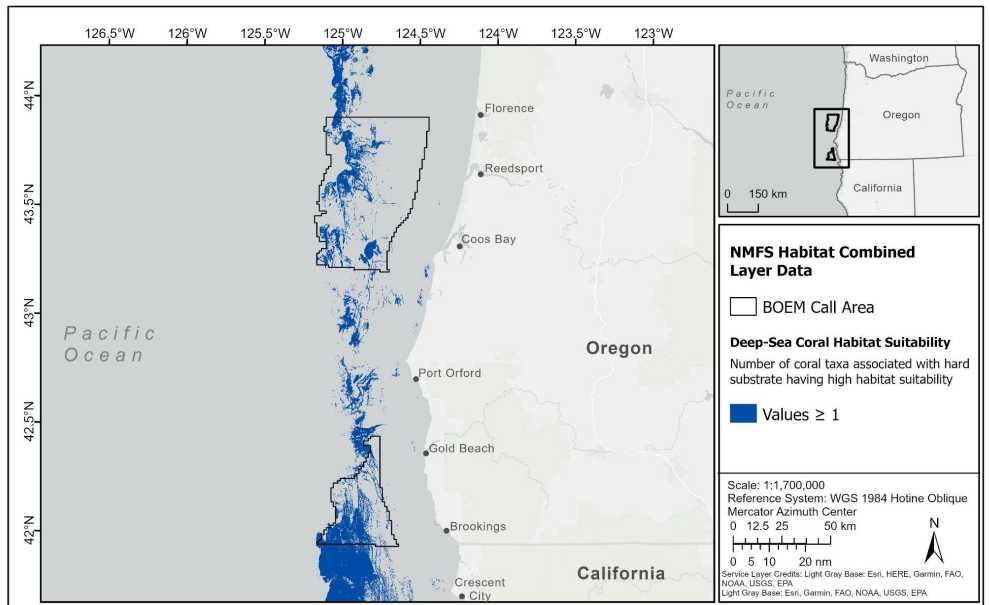 126.5°W 126°W 125.5°W 125°W 124.5°W 124°W 123.5°W 123°W
44°N
43.5°N
43°N
42.5°N
42°N
Florence
Reedsport
Coos Bay
Pacific
Ocean
Oregon
Port Orford
Gold Beach
Brookings
California
Crescent
City
Washington
Pacific
Ocean
Oregon
California
0 150 km
NMFS Habitat Combined
Layer Data
BOEM Call Area
Deep-Sea Coral Habitat Suitability
Number of coral taxa associated with hard
substrate having high habitat suitability
Values ≥ 1
Scale: 1:1,700,000
Reference System: WGS 1984 Hotine Oblique
Mercator Azimuth Center
0 12.5 25 50 km
0 5 10 20 nm
N
Service Layer Credits: Light Gray Base: Esri, HERE, Garmin, FAO,
NOAA, USGS, EPA
Light Gray Base: Esri, Garmin, FAO, NOAA, USGS, EPA